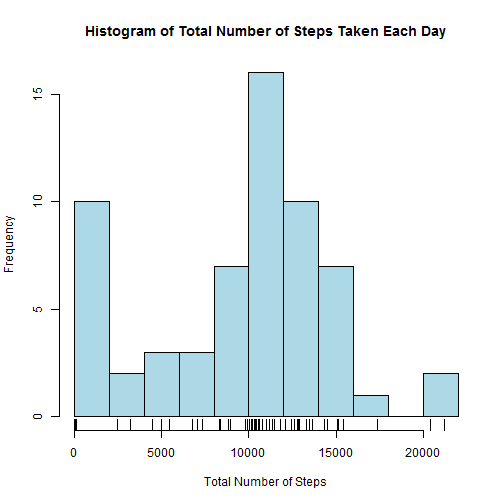 Histogram of Total Number of Steps Taken Each Day
Frequency
15
10
5
0
0 5000 10000 15000 20000
Total Number of Steps